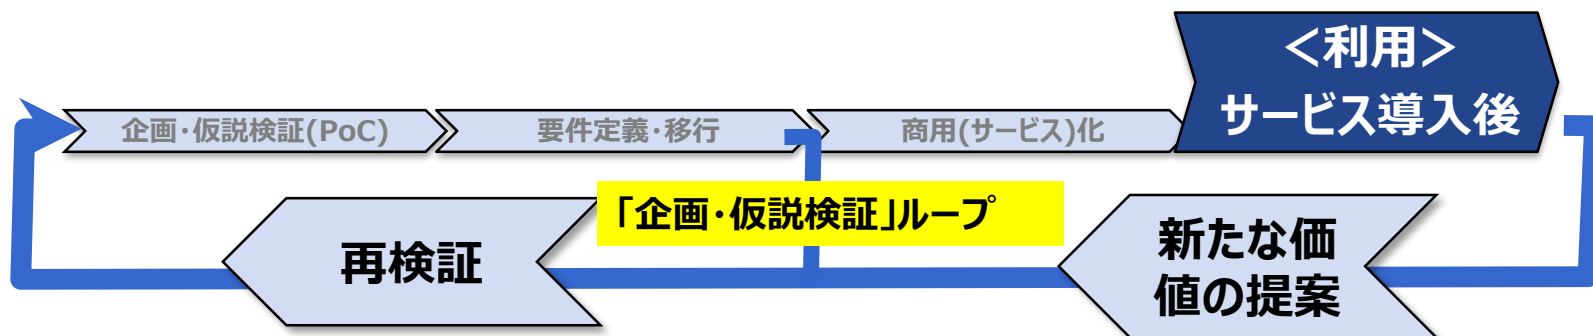 <利用>
サービス導入後
企画・仮説検証(PoC)
要件定義・移行
商用(サービス)化
「企画・仮説検証」ループ
再検証
新たな価
値の提案